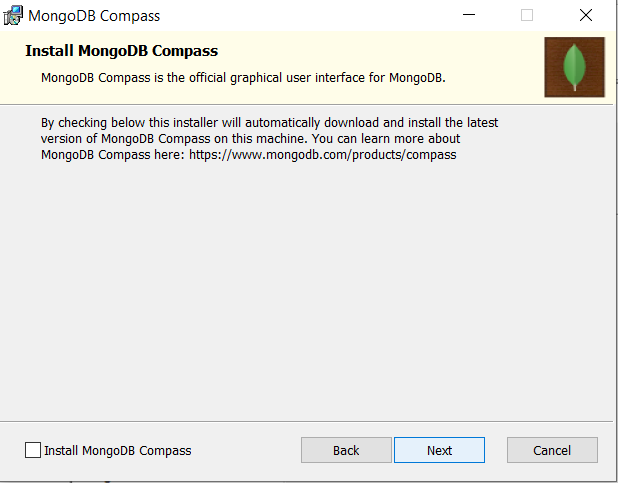 MongoDB Compass
Install MongoDB Compass
MongoDB Compass is the official graphical user interface for MongoDB.
By checking below this installer will automatically download and install the latest
version of MongoDB Compass on this machine. You can learn more about
MongoDB Compass here: https://www.mongodb.com/products/compass
Install MongoDB Compass
Back
Next
Cancel